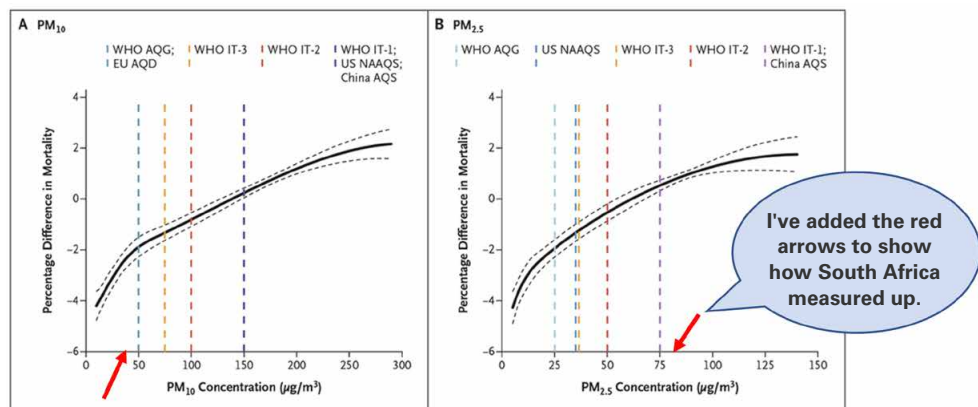 A PM10
WHO AQG; EU AQD
WHO IT-3
WHO IT-2
WHO IT-1; US NAAQS; China AQS
Percentage Difference in Mortality
4
2
0
−2
−4
−6
0 50 100 150 200 250 300
PM10 Concentration (μg/m³)
B PM2.5
WHO AQG
US NAAQS
WHO IT-3
WHO IT-2
WHO IT-1; China AQS
Percentage Difference in Mortality
4
2
0
−2
−4
−6
0 25 50 75 100 125 150
PM2.5 Concentration (μg/m³)
I've added the red
arrows to show
how South Africa
measured up.